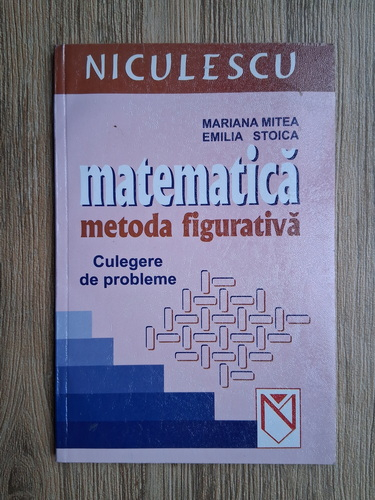 NICULESCU
MARIANA MITEA
EMILIA STOICA
matematică
metoda figurativă
Culegere
de probleme